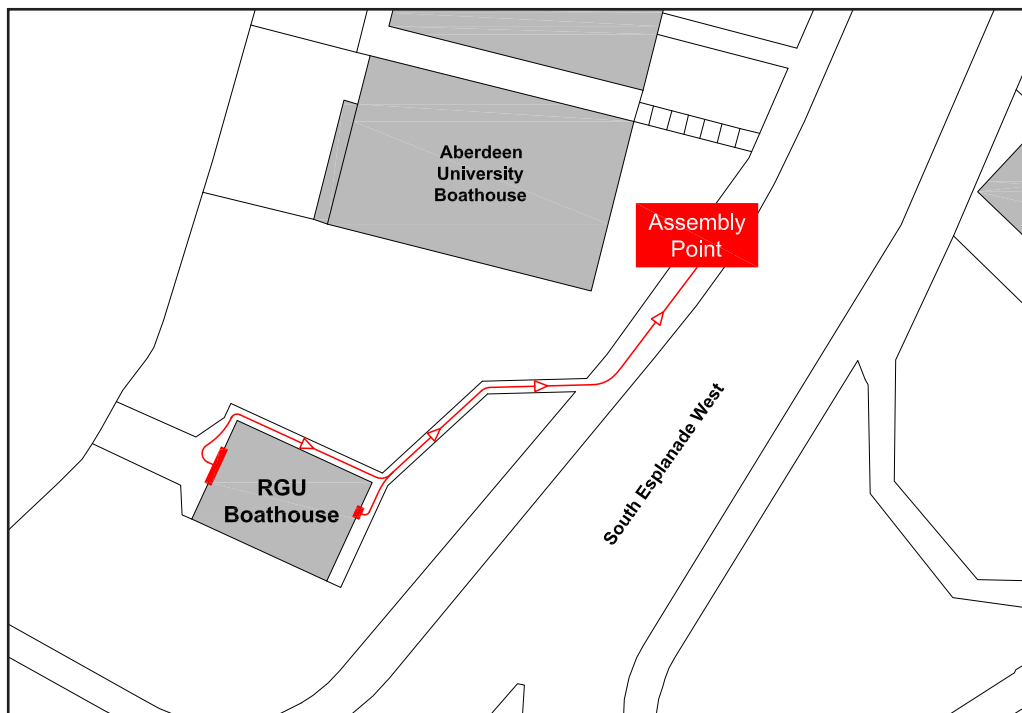 Aberdeen
University
Boathouse
Assembly
Point
RGU
Boathouse
South Esplanade West